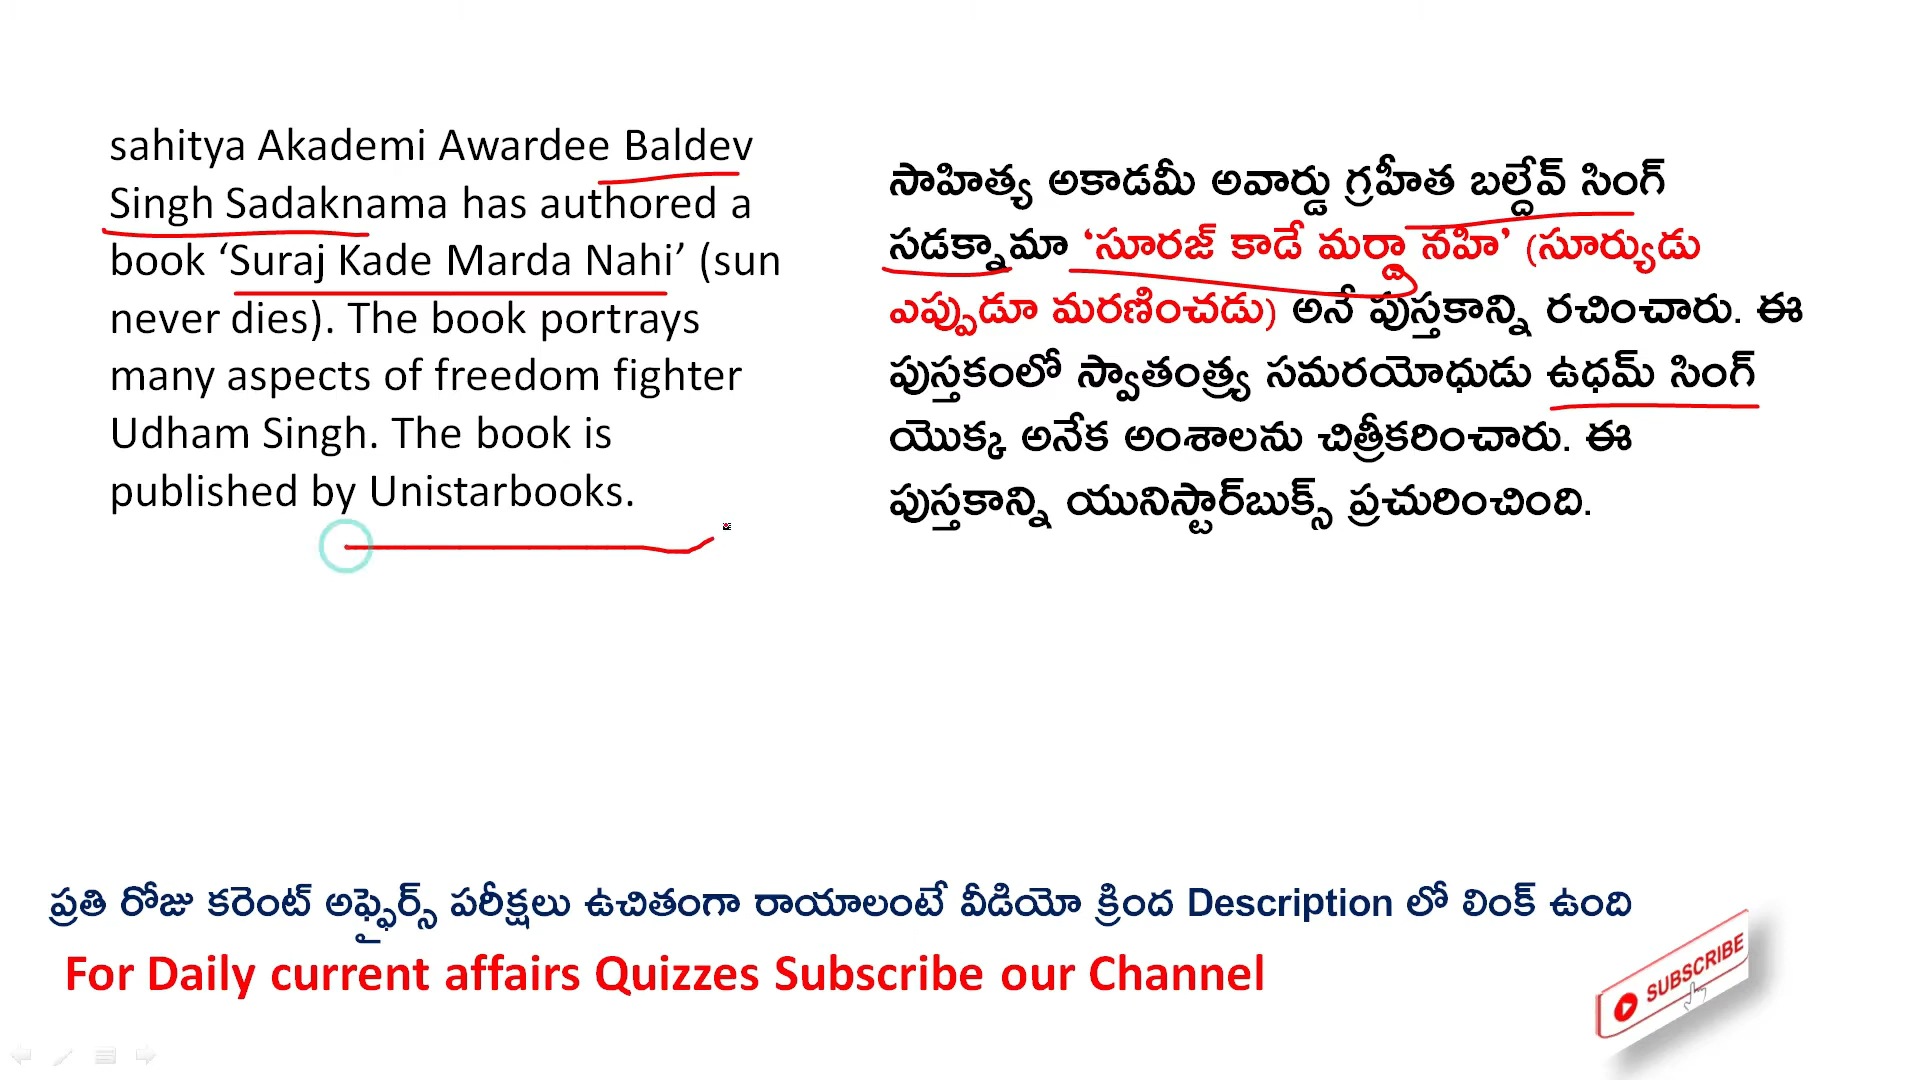 sahitya Akademi Awardee Baldev
Singh Sadaknama has authored a
book ‘Suraj Kade Marda Nahi’ (sun
never dies). The book portrays
many aspects of freedom fighter
Udham Singh. The book is
published by Unistarbooks.
సాహిత్య అకాడమీ అవార్డు గ్రహీత బల్దేవ్ సింగ్
సడక్నామా ‘సూరజ్ కాడే మర్దా నహి’ (సూర్యుడు
ఎప్పుడూ మరణించడు) అనే పుస్తకాన్ని రచించారు. ఈ
పుస్తకంలో స్వాతంత్ర్య సమరయోధుడు ఉధమ్ సింగ్
యొక్క అనేక అంశాలను చిత్రీకరించారు. ఈ
పుస్తకాన్ని యునిస్టార్‌బుక్స్ ప్రచురించింది.
ప్రతి రోజు కరెంట్ అఫ్ఫైర్స్ పరీక్షలు ఉచితంగా రాయాలంటే వీడియో క్రింద Description లో లింక్ ఉంది
For Daily current affairs Quizzes Subscribe our Channel
SUBSCRIBE